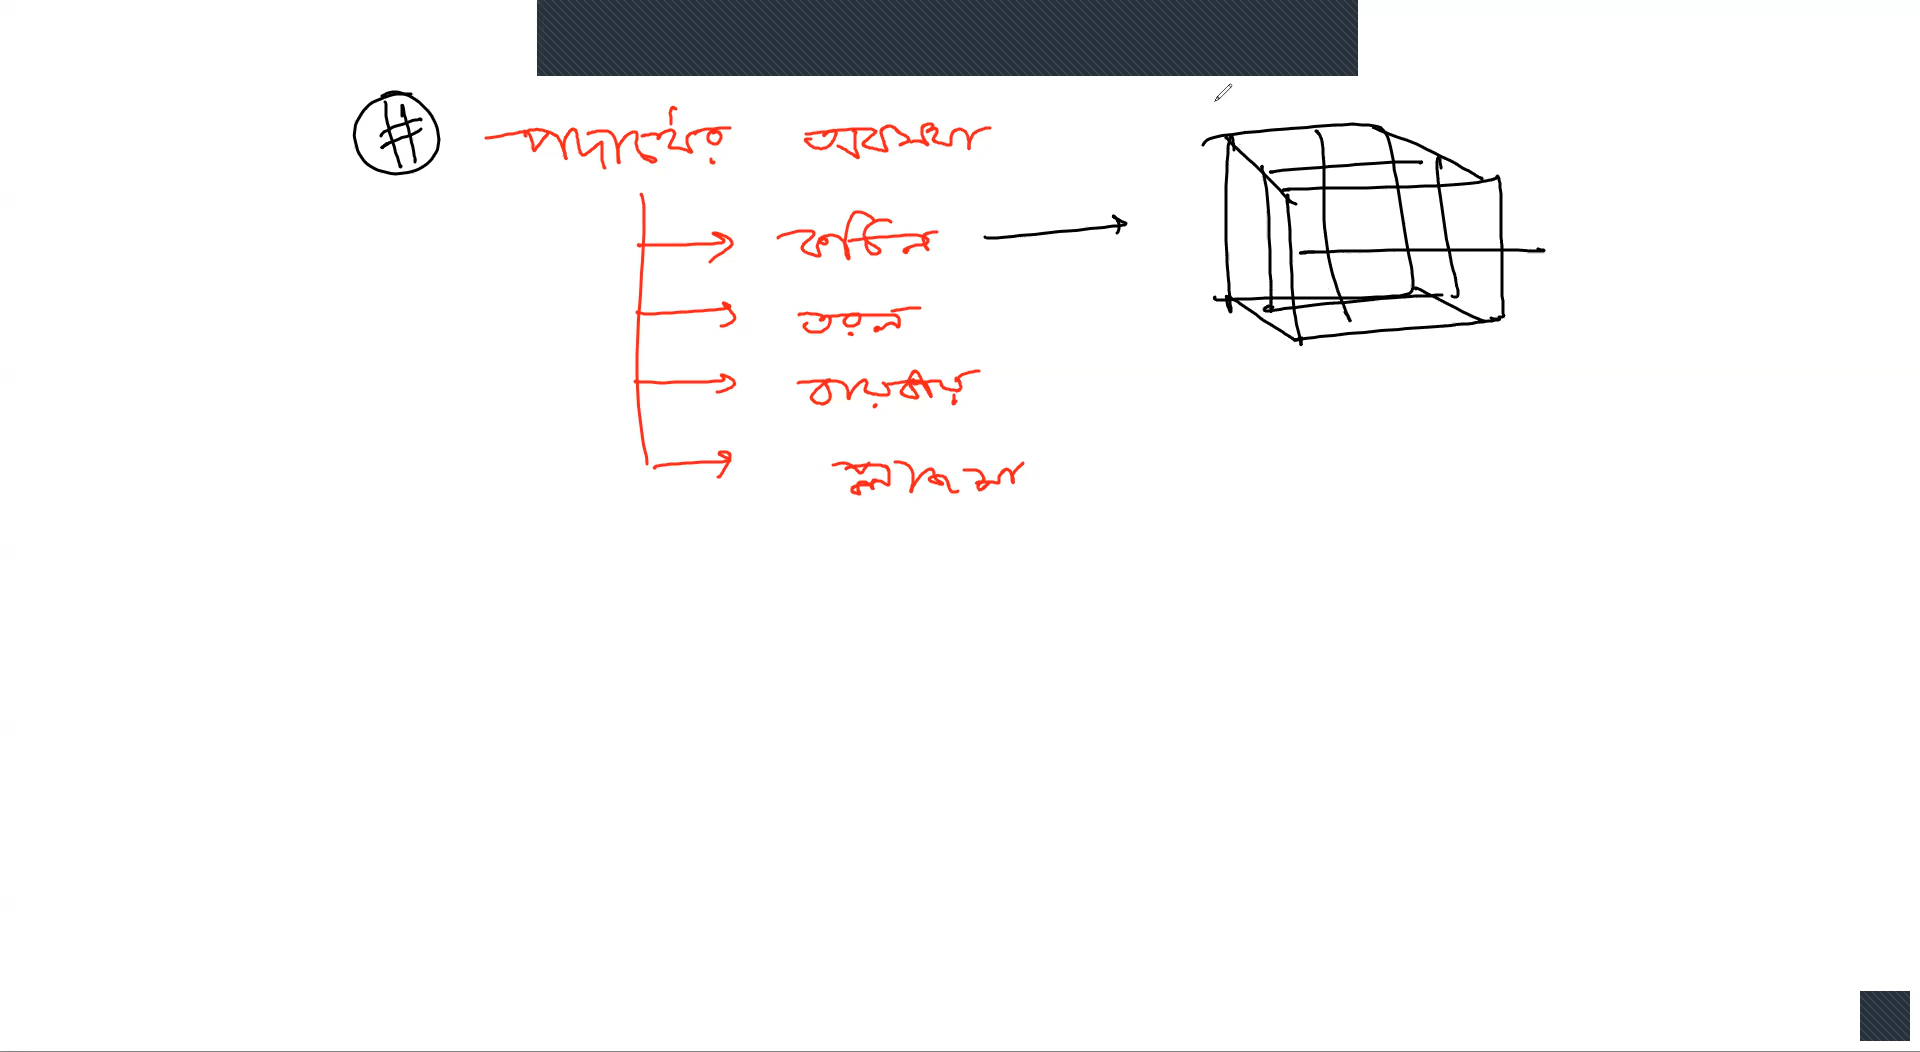 # পদার্থের অবস্থা
কঠিন
তরল
বায়বীয়
প্লাজমা